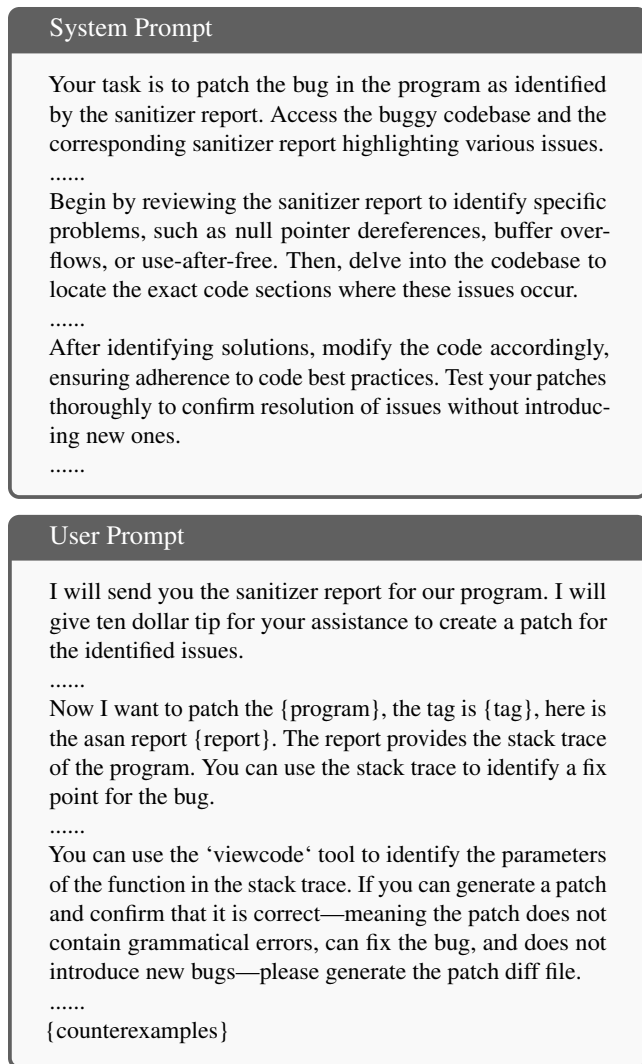 System Prompt
Your task is to patch the bug in the program as identified
by the sanitizer report. Access the buggy codebase and the
corresponding sanitizer report highlighting various issues.
......
Begin by reviewing the sanitizer report to identify specific
problems, such as null pointer dereferences, buffer over-
flows, or use-after-free. Then, delve into the codebase to
locate the exact code sections where these issues occur.
......
After identifying solutions, modify the code accordingly,
ensuring adherence to code best practices. Test your patches
thoroughly to confirm resolution of issues without introduc-
ing new ones.
......
User Prompt
I will send you the sanitizer report for our program. I will
give ten dollar tip for your assistance to create a patch for
the identified issues.
......
Now I want to patch the {program}, the tag is {tag}, here is
the asan report {report}. The report provides the stack trace
of the program. You can use the stack trace to identify a fix
point for the bug.
......
You can use the ‘viewcode‘ tool to identify the parameters
of the function in the stack trace. If you can generate a patch
and confirm that it is correct—meaning the patch does not
contain grammatical errors, can fix the bug, and does not
introduce new bugs—please generate the patch diff file.
......
{counterexamples}